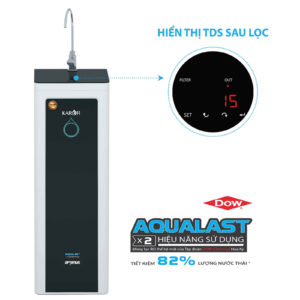 HIỂN THỊ TDS SAU LỌC
FILTER
OUT
15
SET
KAROFI
DOW
AQUALAST
X2 HIỆU NĂNG SỬ DỤNG
TIẾT KIỆM 82% LƯỢNG NƯỚC THẢI